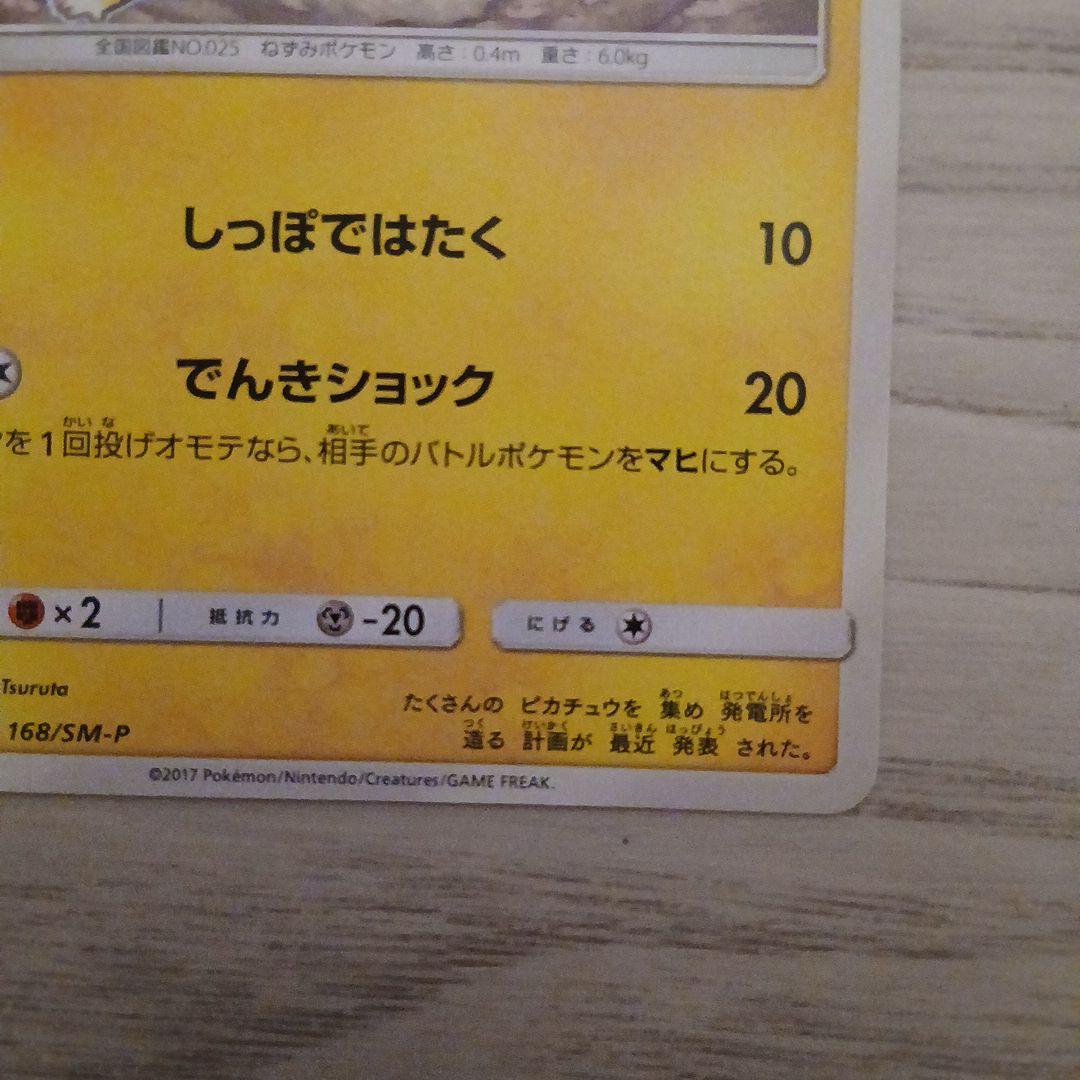 全国図鑑NO.025 ねずみポケモン 高さ:0.4m 重さ:6.0kg
しっぽではたく 10
でんきショック 20
を1回投げオモテなら、相手のバトルポケモンをマヒにする。
×2 抵抗力 -20 にげる
Tsuruta
168/SM-P
たくさんの ピカチュウを 集め 発電所を
造る 計画が 最近 発表 された。
©2017 Pokémon/Nintendo/Creatures/GAME FREAK.